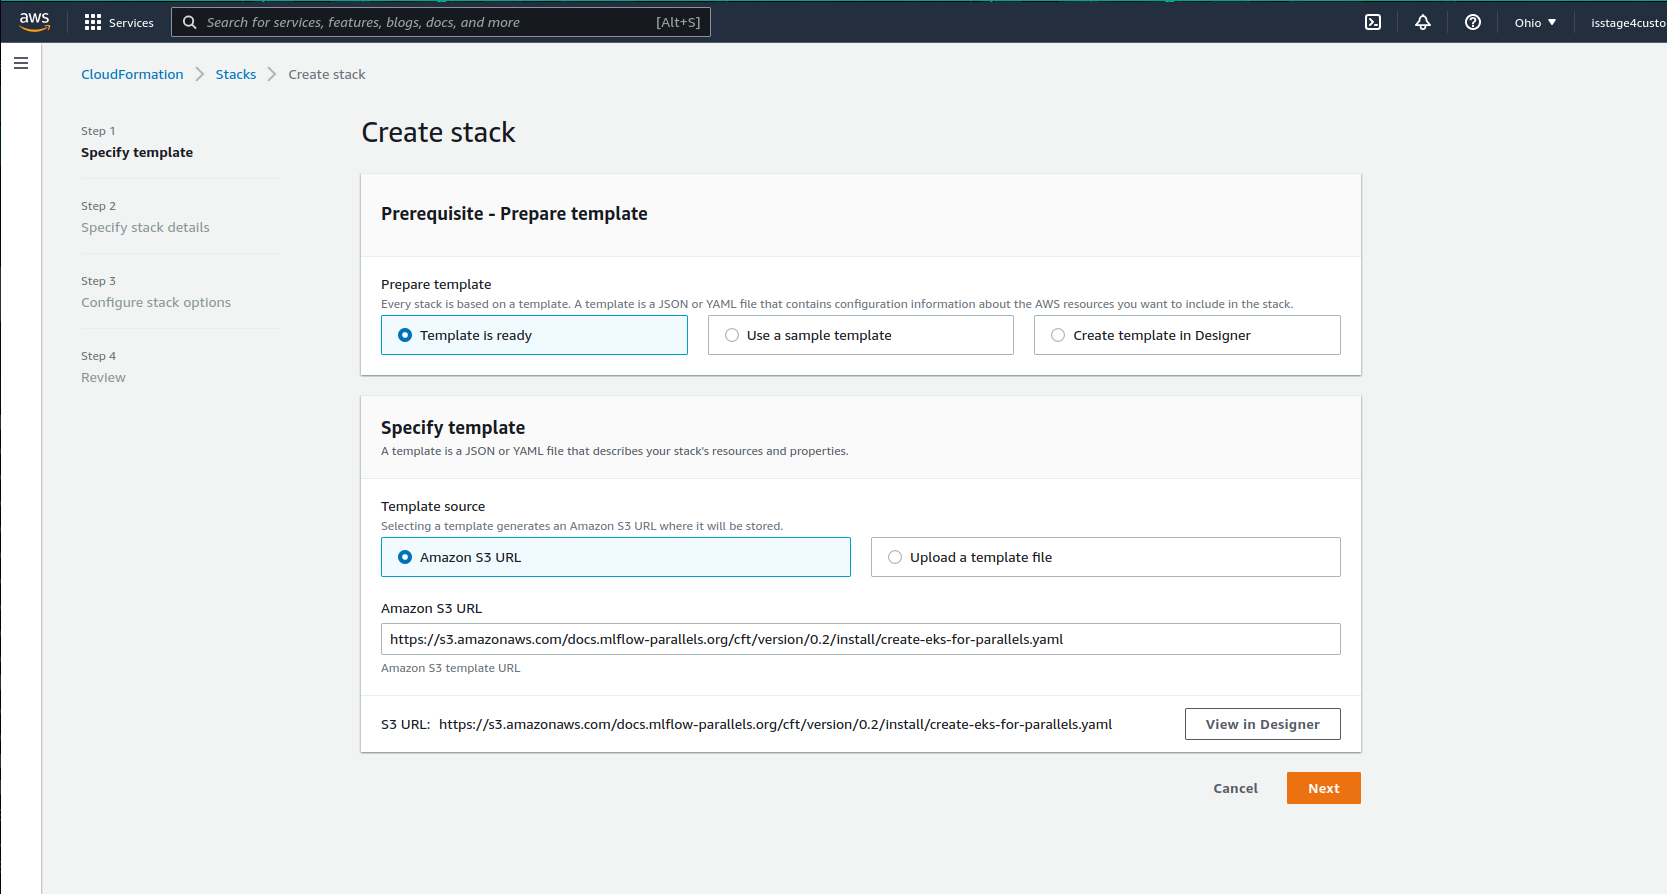 aws
Services
Search for services, features, blogs, docs, and more [Alt+S]
Ohio
isstage4custo
CloudFormation
Stacks
Create stack
Step 1
Specify template
Step 2
Specify stack details
Step 3
Configure stack options
Step 4
Review
Create stack
Prerequisite - Prepare template
Prepare template
Every stack is based on a template. A template is a JSON or YAML file that contains configuration information about the AWS resources you want to include in the stack.
Template is ready
Use a sample template
Create template in Designer
Specify template
A template is a JSON or YAML file that describes your stack's resources and properties.
Template source
Selecting a template generates an Amazon S3 URL where it will be stored.
Amazon S3 URL
Upload a template file
Amazon S3 URL
https://s3.amazonaws.com/docs.mlflow-parallels.org/cft/version/0.2/install/create-eks-for-parallels.yaml
Amazon S3 template URL
S3 URL: https://s3.amazonaws.com/docs.mlflow-parallels.org/cft/version/0.2/install/create-eks-for-parallels.yaml
View in Designer
Cancel
Next